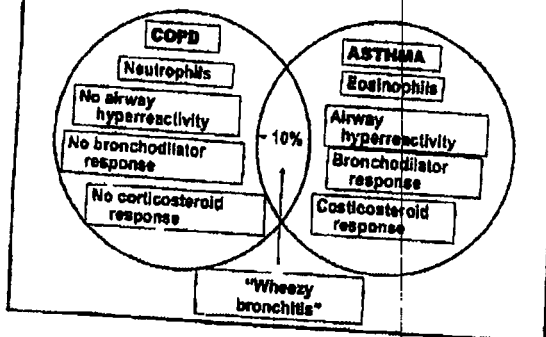 COPD
Neutrophils
No airway
hyperreactivity
No bronchodilator
response
No corticosteroid
response
~ 10%
ASTHMA
Eosinophils
Airway
hyperreactivity
Bronchodilator
response
Costicosteroid
response
"Wheezy
bronchitis"